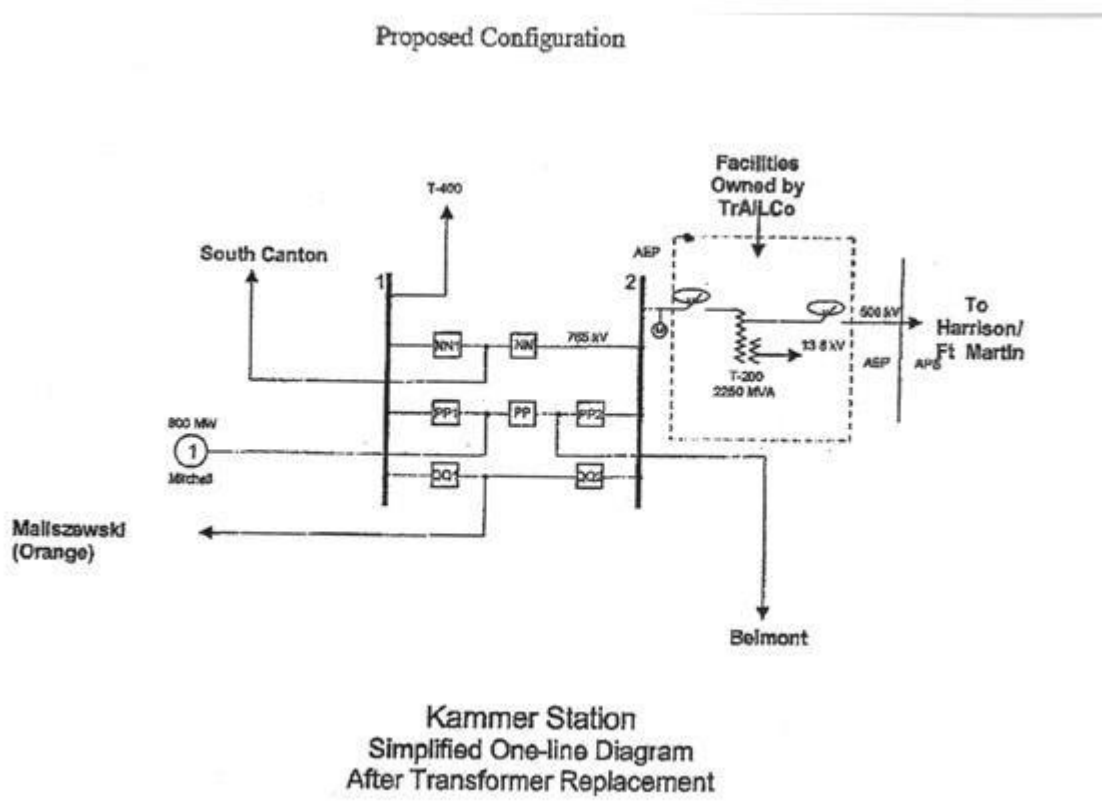 Proposed Configuration
Facilities
Owned by
TrAILCo
T-400
South Canton
AEP
1
2
NN1
NN
765 kV
500 kV
To
Harrison/
Ft Martin
13.8 kV
AEP
APS
T-200
2250 MVA
M
PP1
PP
PP2
800 MW
1
Mitchell
QQ1
QQ2
Maliszewski
(Orange)
Belmont
Kammer Station
Simplified One-line Diagram
After Transformer Replacement